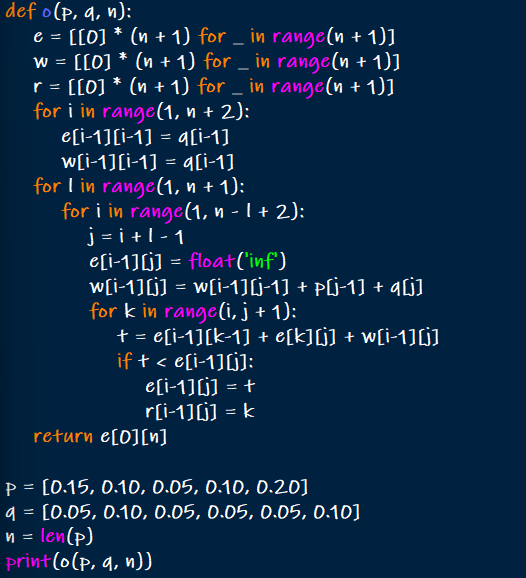 def o(p, q, n):
    e = [[0] * (n + 1) for _ in range(n + 1)]
    w = [[0] * (n + 1) for _ in range(n + 1)]
    r = [[0] * (n + 1) for _ in range(n + 1)]
    for i in range(1, n + 2):
        e[i-1][i-1] = q[i-1]
        w[i-1][i-1] = q[i-1]
    for l in range(1, n + 1):
        for i in range(1, n - l + 2):
            j = i + l - 1
            e[i-1][j] = float('inf')
            w[i-1][j] = w[i-1][j-1] + p[j-1] + q[j]
            for k in range(i, j + 1):
                t = e[i-1][k-1] + e[k][j] + w[i-1][j]
                if t < e[i-1][j]:
                    e[i-1][j] = t
                    r[i-1][j] = k
    return e[0][n]

p = [0.15, 0.10, 0.05, 0.10, 0.20]
q = [0.05, 0.10, 0.05, 0.05, 0.05, 0.10]
n = len(p)
print(o(p, q, n))